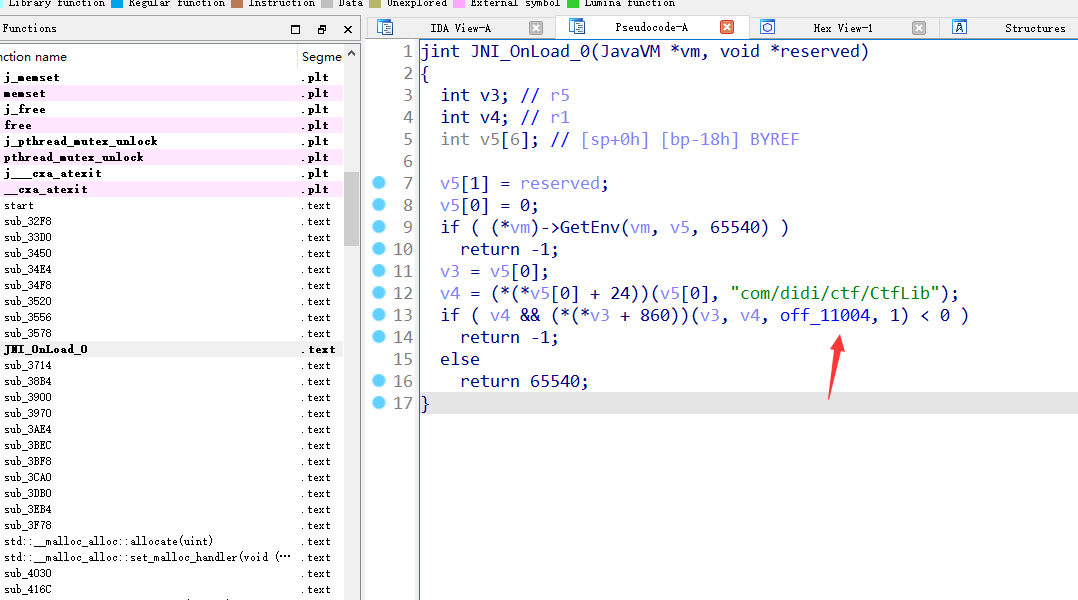 Library function Regular function Instruction Data Unexplored External symbol Lumina function
Functions
IDA View-A Pseudocode-A Hex View-1 Structures
nction name Segme
j_memset .plt
memset .plt
j_free .plt
free .plt
j_pthread_mutex_unlock .plt
pthread_mutex_unlock .plt
j___cxa_atexit .plt
__cxa_atexit .plt
start .text
sub_32F8 .text
sub_33D0 .text
sub_3450 .text
sub_34E4 .text
sub_34F8 .text
sub_3520 .text
sub_3556 .text
sub_3578 .text
JNI_OnLoad_0 .text
sub_3714 .text
sub_38B4 .text
sub_3900 .text
sub_3970 .text
sub_3AE4 .text
sub_3BEC .text
sub_3BF8 .text
sub_3CA0 .text
sub_3DB0 .text
sub_3EB4 .text
sub_3F78 .text
std::__malloc_alloc::allocate(uint) .text
std::__malloc_alloc::set_malloc_handler(void (… .text
sub_4030 .text
sub_416C .text
1 jint JNI_OnLoad_0(JavaVM *vm, void *reserved)
2 {
3 int v3; // r5
4 int v4; // r1
5 int v5[6]; // [sp+0h] [bp-18h] BYREF
6
7 v5[1] = reserved;
8 v5[0] = 0;
9 if ( (*vm)->GetEnv(vm, v5, 65540) )
10 return -1;
11 v3 = v5[0];
12 v4 = (*(*v5[0] + 24))(v5[0], "com/didi/ctf/CtfLib");
13 if ( v4 && (*(*v3 + 860))(v3, v4, off_11004, 1) < 0 )
14 return -1;
15 else
16 return 65540;
17 }